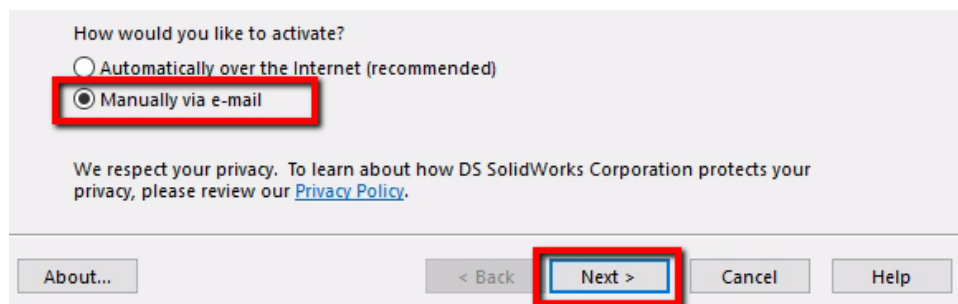 How would you like to activate?
Automatically over the Internet (recommended)
Manually via e-mail
We respect your privacy. To learn about how DS SolidWorks Corporation protects your
privacy, please review our Privacy Policy.
About... < Back Next > Cancel Help